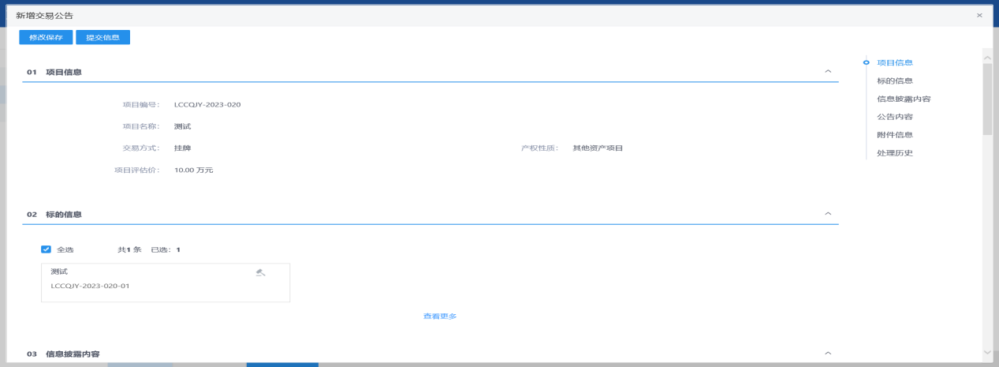 新增交易公告
×
修改保存 提交信息
01 项目信息
项目编号： LCCQJY-2023-020
项目名称： 测试
交易方式： 挂牌 产权性质： 其他资产项目
项目评估价： 10.00 万元
02 标的信息
全选 共1 条 已选：1
测试
LCCQJY-2023-020-01
查看更多
03 信息披露内容
项目信息
标的信息
信息披露内容
公告内容
附件信息
处理历史